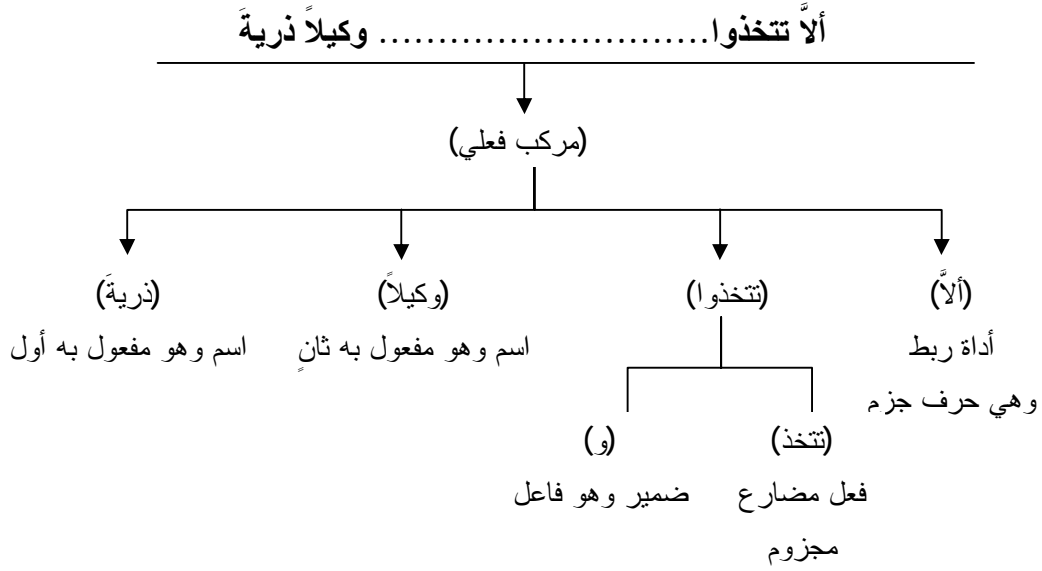 ألاَّ تتخذوا........................... وكيلاً ذريةَ
(مركب فعلي)
(ألاَّ) (تتخذوا) (وكيلاً) (ذريةَ)
أداة ربط اسم وهو مفعول به ثانٍ اسم وهو مفعول به أول
وهي حرف جزم
(تتخذ) (و)
فعل مضارع ضمير وهو فاعل
مجزوم